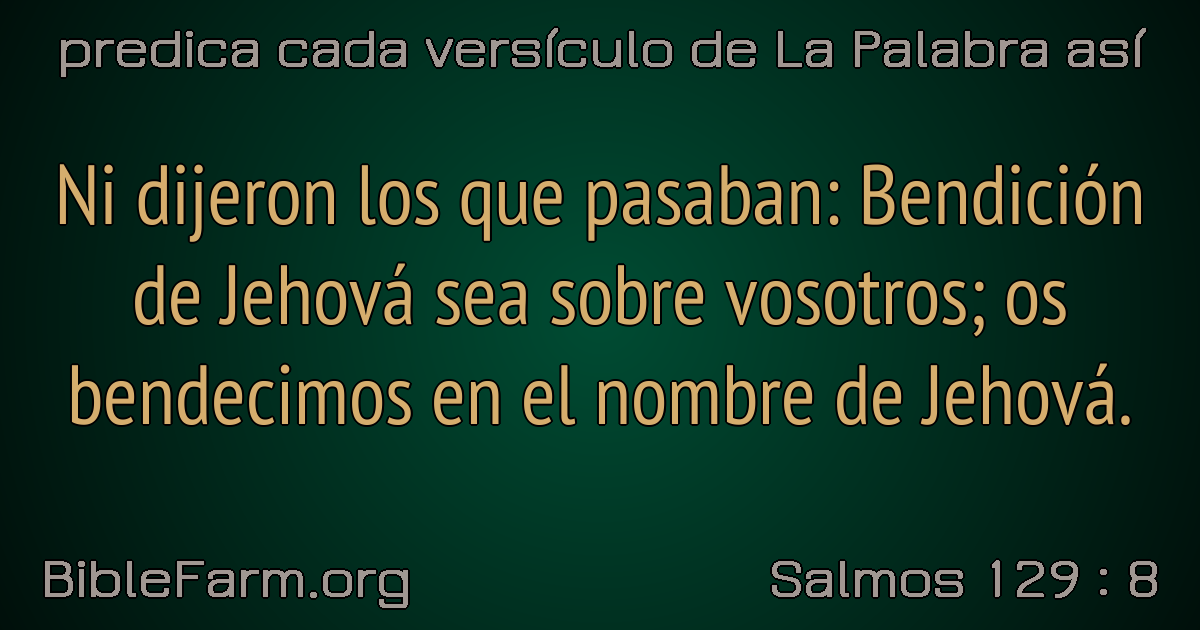 predica cada versículo de La Palabra así
Ni dijeron los que pasaban: Bendición
de Jehová sea sobre vosotros; os
bendecimos en el nombre de Jehová.
BibleFarm.org
Salmos 129 : 8